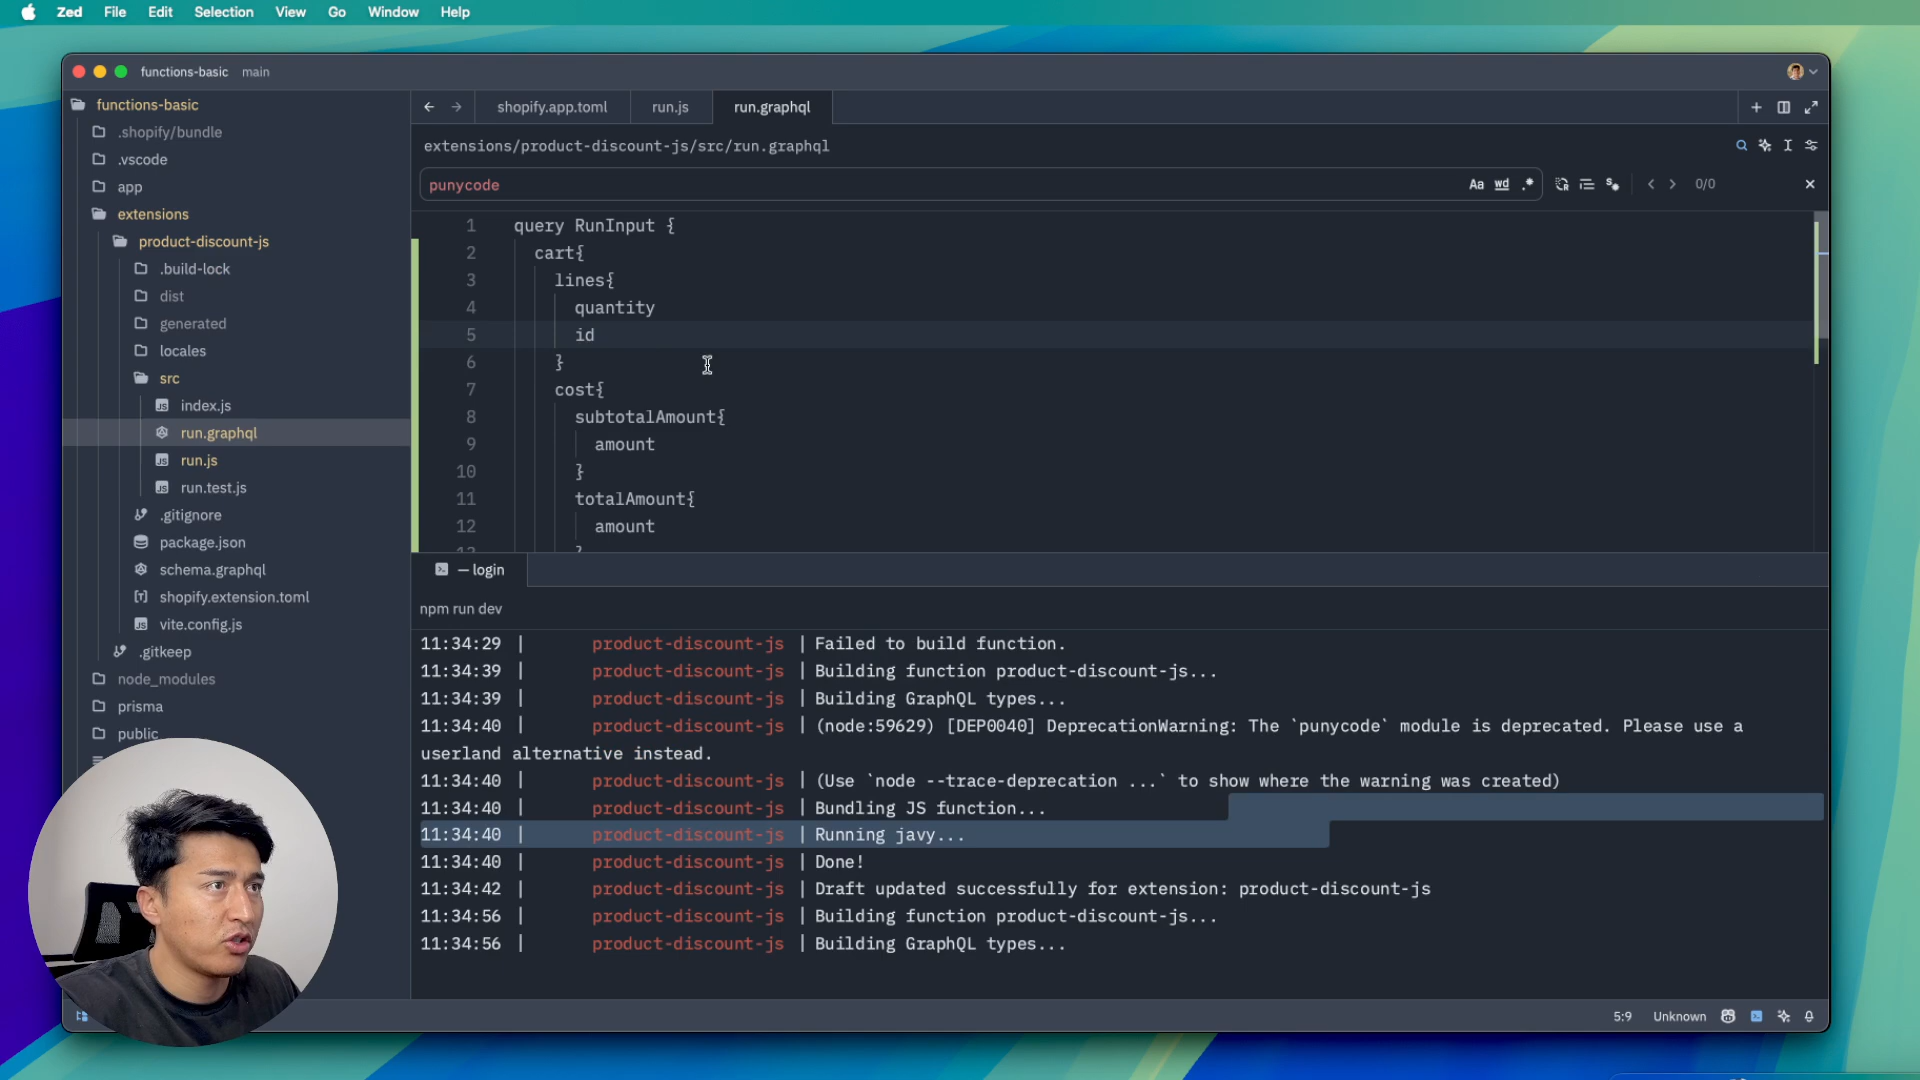 Zed File Edit Selection View Go Window Help
functions-basic main
functions-basic
.shopify/bundle
.vscode
app
extensions
product-discount-js
.build-lock
dist
generated
locales
src
index.js
run.graphql
run.js
run.test.js
.gitignore
package.json
schema.graphql
shopify.extension.toml
vite.config.js
.gitkeep
node_modules
prisma
public
shopify.app.toml run.js run.graphql
extensions/product-discount-js/src/run.graphql
punycode Aa wd .* 0/0
1 query RunInput {
2 cart{
3 lines{
4 quantity
5 id
6 }
7 cost{
8 subtotalAmount{
9 amount
10 }
11 totalAmount{
12 amount
13 }
— login
npm run dev
11:34:29 | product-discount-js | Failed to build function.
11:34:39 | product-discount-js | Building function product-discount-js...
11:34:39 | product-discount-js | Building GraphQL types...
11:34:40 | product-discount-js | (node:59629) [DEP0040] DeprecationWarning: The `punycode` module is deprecated. Please use a
userland alternative instead.
11:34:40 | product-discount-js | (Use `node --trace-deprecation ...` to show where the warning was created)
11:34:40 | product-discount-js | Bundling JS function...
11:34:40 | product-discount-js | Running javy...
11:34:40 | product-discount-js | Done!
11:34:42 | product-discount-js | Draft updated successfully for extension: product-discount-js
11:34:56 | product-discount-js | Building function product-discount-js...
11:34:56 | product-discount-js | Building GraphQL types...
5:9 Unknown